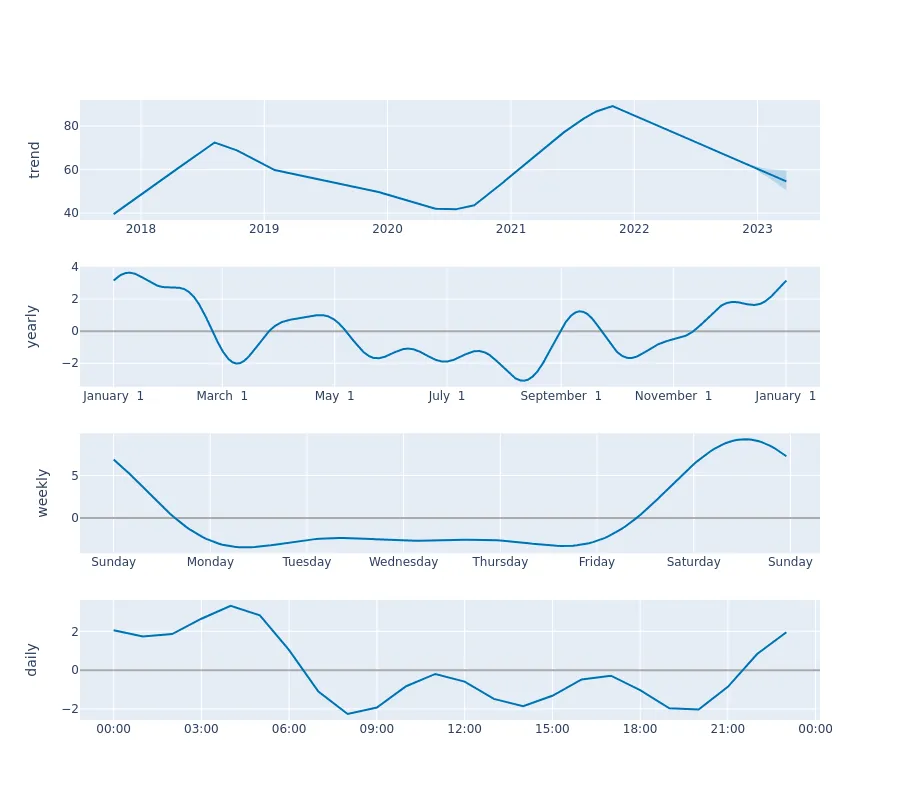 trend
80
60
40
2018 2019 2020 2021 2022 2023
yearly
4
2
0
−2
January 1 March 1 May 1 July 1 September 1 November 1 January 1
weekly
5
0
Sunday Monday Tuesday Wednesday Thursday Friday Saturday Sunday
daily
2
0
−2
00:00 03:00 06:00 09:00 12:00 15:00 18:00 21:00 00:00